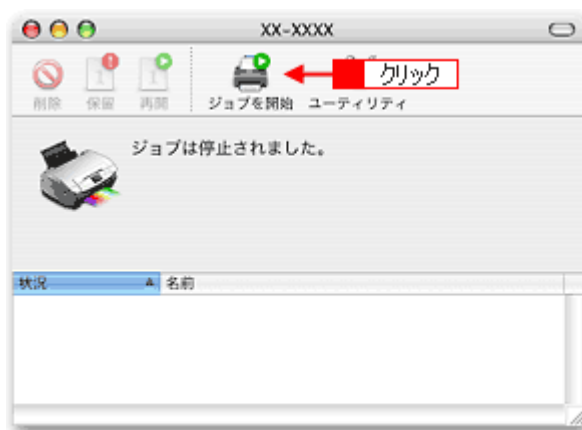 XX-XXXX
クリック
削除 保留 再開 ジョブを開始 ユーティリティ
ジョブは停止されました。
状況 名前